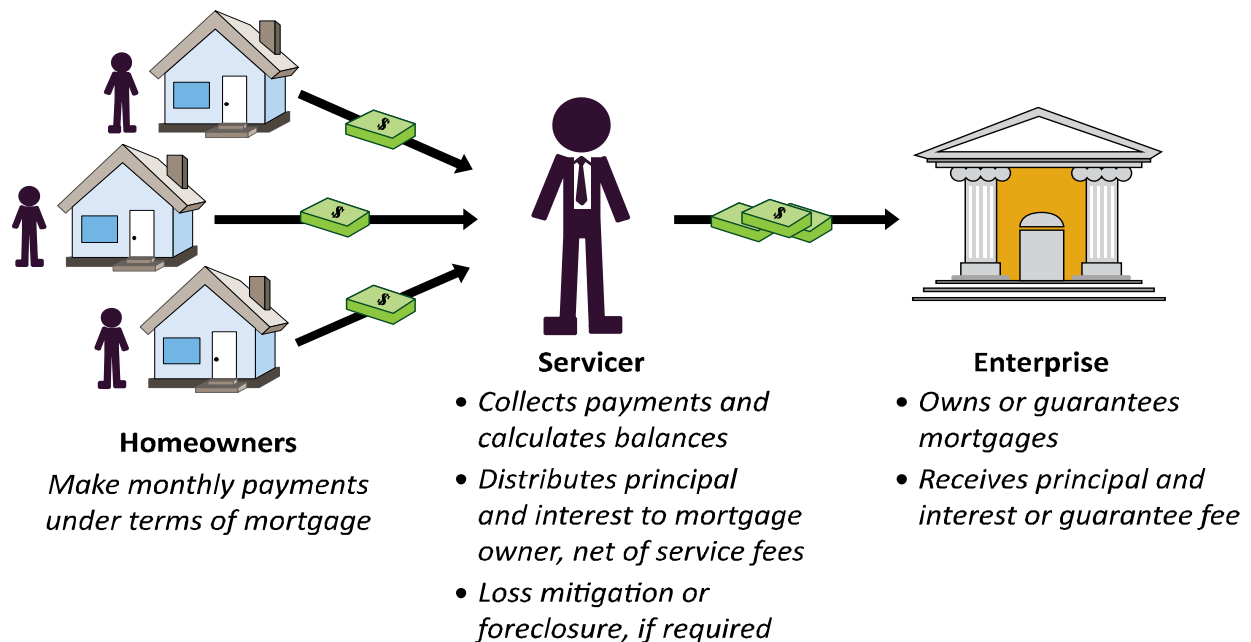 $
$
$
$
Homeowners
Make monthly payments
under terms of mortgage
Servicer
• Collects payments and
calculates balances
• Distributes principal
and interest to mortgage
owner, net of service fees
• Loss mitigation or
foreclosure, if required
Enterprise
• Owns or guarantees
mortgages
• Receives principal and
interest or guarantee fee